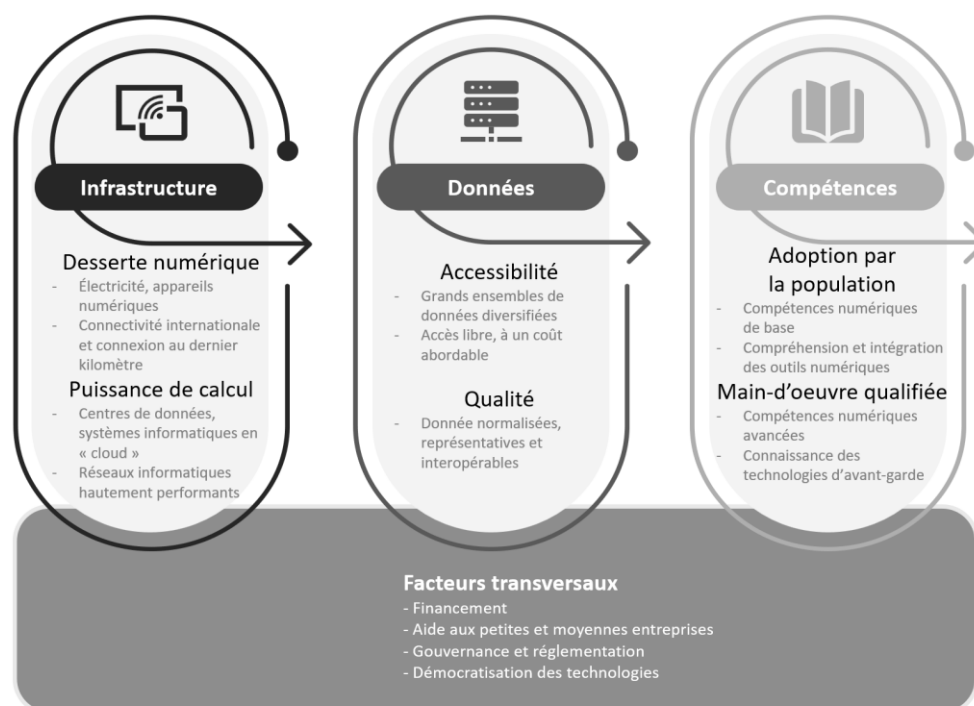 Infrastructure
Desserte numérique
- Électricité, appareils
numériques
- Connectivité internationale
et connexion au dernier
kilomètre
Puissance de calcul
- Centres de données,
systèmes informatiques en
« cloud »
- Réseaux informatiques
hautement performants
Données
Accessibilité
- Grands ensembles de
données diversifiées
- Accès libre, à un coût
abordable
Qualité
- Donnée normalisées,
représentatives et
interopérables
Compétences
Adoption par
la population
- Compétences numériques
de base
- Compréhension et intégration
des outils numériques
Main-d'oeuvre qualifiée
- Compétences numériques
avancées
- Connaissance des
technologies d'avant-garde
Facteurs transversaux
- Financement
- Aide aux petites et moyennes entreprises
- Gouvernance et réglementation
- Démocratisation des technologies